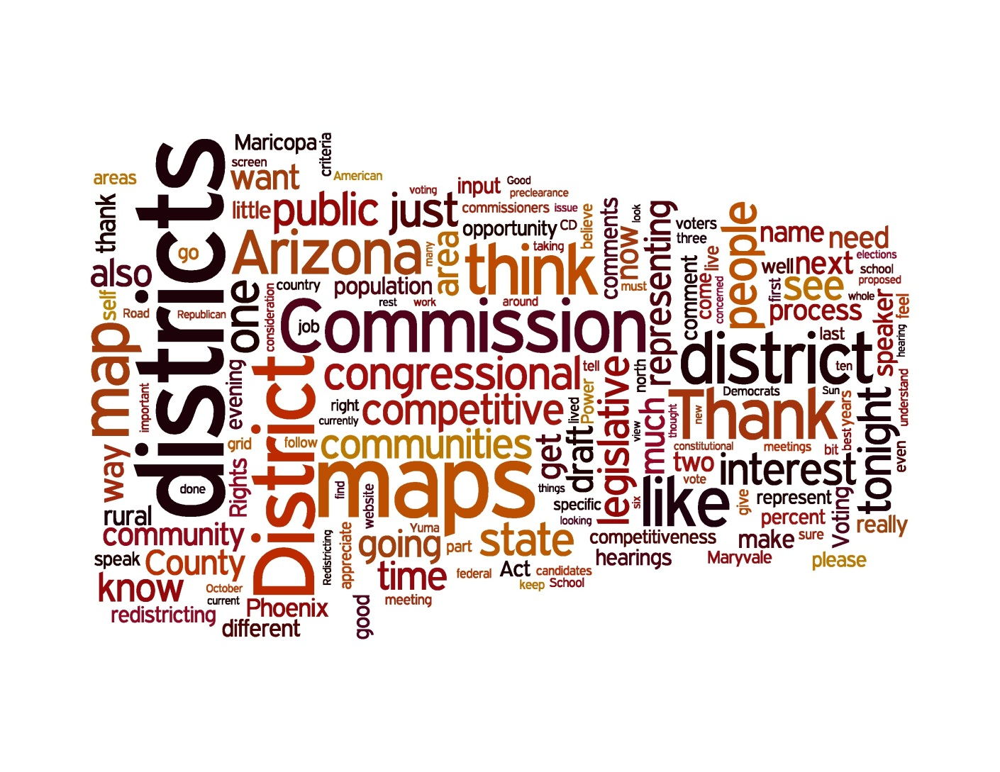 Maricopa
criteria
screen
want
American
areas
thank
districts
go
little
public
just
voting
input
Good
preclearance
commissioners
issue
opportunity
CD
believe
comments
look
now
representing
voters
three
people
name
need
Arizona
many
area
think
taking
must
comment
come
live
concerned
well
next
elections
school
proposed
first
see
whole
process
speaker
feel
also
self
Road
Republican
one
consideration
country
population
rest
work
around
Commission
job
map
important
way
evening
grid
Rights
done
District
follow
congressional
tell
competitive
right
currently
communities
lived
Power
legislative
north
view
much
last
district
ten
hearing
understand
Democrats
Sun
Thank
thought
new
years
best
tonight
even
constitutional
meetings
bit
two
vote
interest
maps
find
website
get
draft
things
specific
looking
six
like
give
represent
percent
Voting
really
rural
community
speak
County
know
October
current
redistricting
Phoenix
different
Redistricting
appreciate
going
Yuma
part
state
time
meeting
good
federal
Act
candidates
keep
School
competitiveness
hearings
make
sure
Maryvale
please